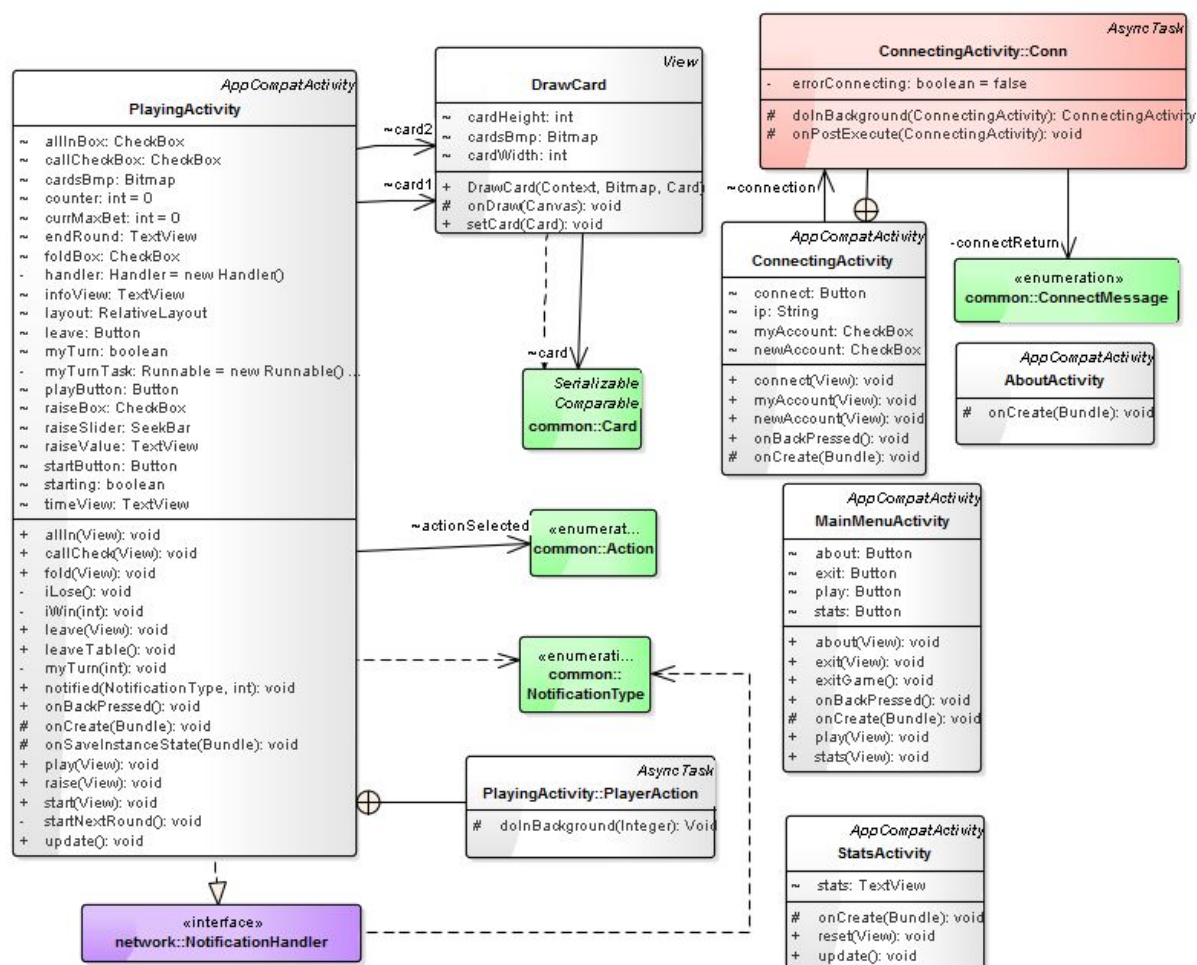 AppCompatActivity
PlayingActivity
~ allInBox: CheckBox
~ callCheckBox: CheckBox
~ cardsBmp: Bitmap
~ counter: int = 0
~ currMaxBet: int = 0
~ endRound: TextView
~ foldBox: CheckBox
- handler: Handler = new Handler()
~ infoView: TextView
~ layout: RelativeLayout
~ leave: Button
~ myTurn: boolean
- myTurnTask: Runnable = new Runnable() ...
~ playButton: Button
~ raiseBox: CheckBox
~ raiseSlider: SeekBar
~ raiseValue: TextView
~ startButton: Button
~ starting: boolean
~ timeView: TextView
+ allIn(View): void
+ callCheck(View): void
+ fold(View): void
- iLose(): void
- iWin(int): void
+ leave(View): void
+ leaveTable(): void
- myTurn(int): void
+ notified(NotificationType, int): void
+ onBackPressed(): void
# onCreate(Bundle): void
# onSaveInstanceState(Bundle): void
+ play(View): void
+ raise(View): void
+ start(View): void
- startNextRound(): void
+ update(): void
«interface»
network::NotificationHandler
~card2
~card1
View
DrawCard
~ cardHeight: int
~ cardsBmp: Bitmap
~ cardWidth: int
+ DrawCard(Context, Bitmap, Card)
# onDraw(Canvas): void
+ setCard(Card): void
~card
Serializable
Comparable
common::Card
~actionSelected
«enumerat...
common::Action
«enumerati...
common::
NotificationType
AsyncTask
PlayingActivity::PlayerAction
# doInBackground(Integer): Void
AsyncTask
ConnectingActivity::Conn
- errorConnecting: boolean = false
# doInBackground(ConnectingActivity): ConnectingActivity
# onPostExecute(ConnectingActivity): void
~connection
-connectReturn
AppCompatActivity
ConnectingActivity
~ connect: Button
~ ip: String
~ myAccount: CheckBox
~ newAccount: CheckBox
+ connect(View): void
+ myAccount(View): void
+ newAccount(View): void
+ onBackPressed(): void
# onCreate(Bundle): void
«enumeration»
common::ConnectMessage
AppCompatActivity
AboutActivity
# onCreate(Bundle): void
AppCompatActivity
MainMenuActivity
~ about: Button
~ exit: Button
~ play: Button
~ stats: Button
+ about(View): void
+ exit(View): void
+ exitGame(): void
+ onBackPressed(): void
# onCreate(Bundle): void
+ play(View): void
+ stats(View): void
AppCompatActivity
StatsActivity
~ stats: TextView
# onCreate(Bundle): void
+ reset(View): void
+ update(): void